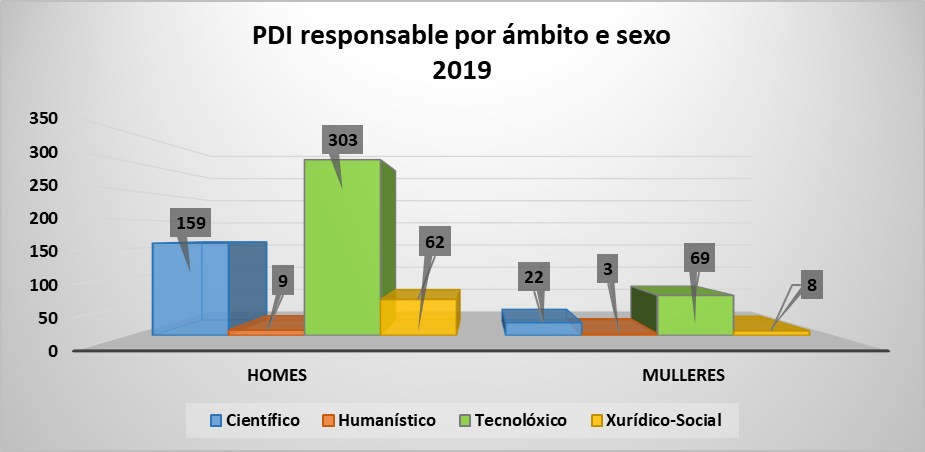 PDI responsable por ámbito e sexo
2019
350
300
250
200
150
100
50
0
159
9
303
62
22
3
69
8
HOMES
MULLERES
Científico
Humanístico
Tecnolóxico
Xurídico-Social